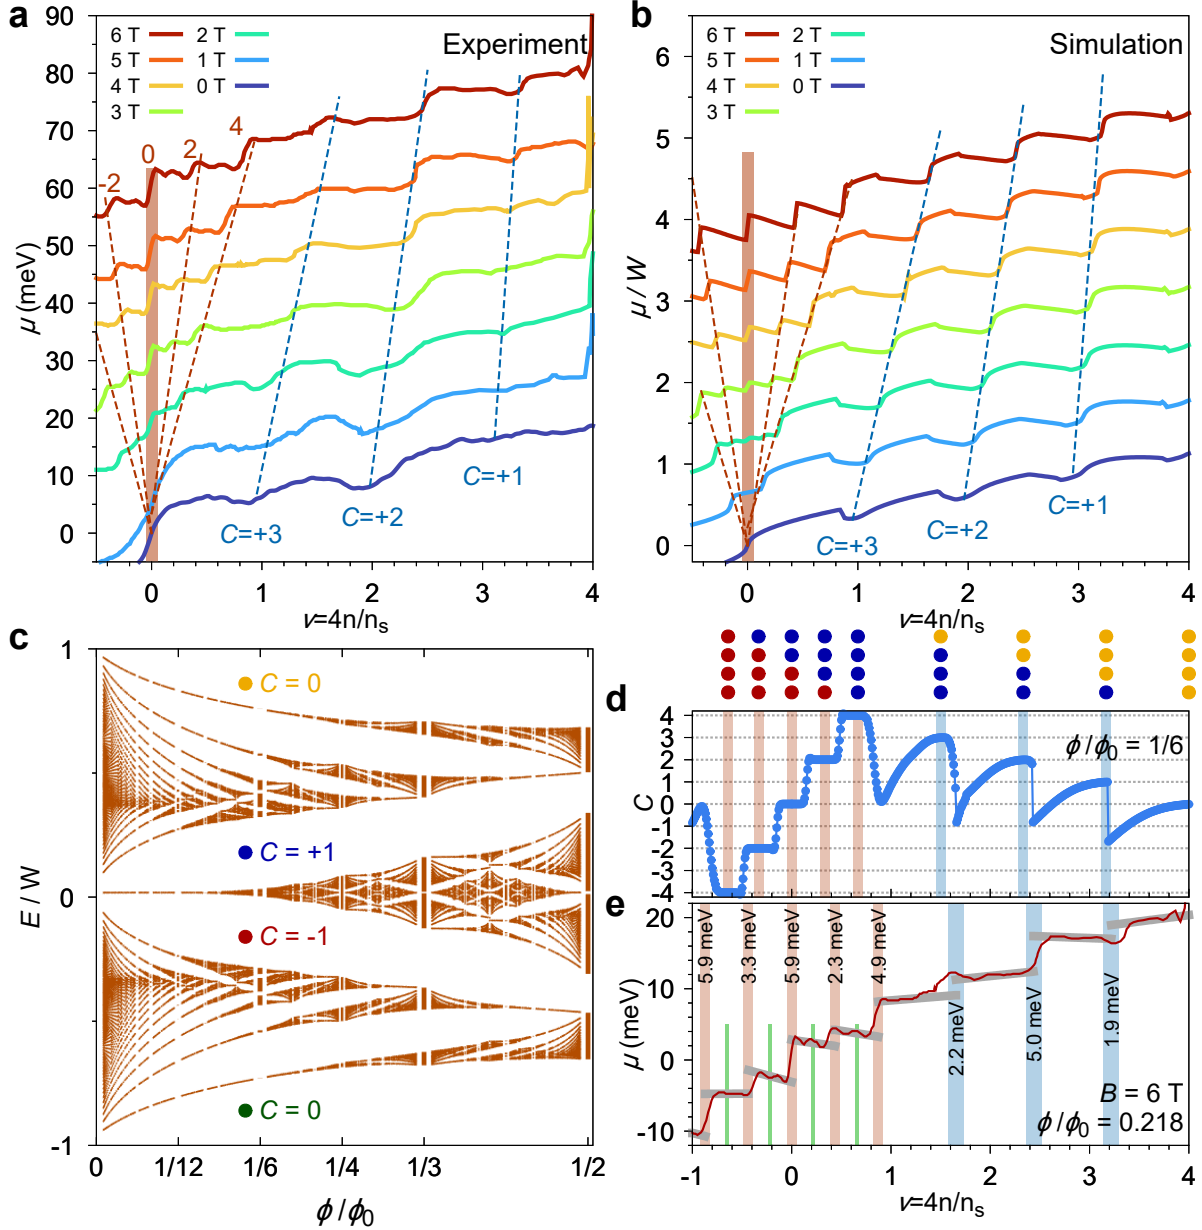 a
Experiment
6 T
5 T
4 T
3 T
2 T
1 T
0 T
90
80
70
60
50
40
30
20
10
0
μ (meV)
-2
0
2
4
C=+3
C=+2
C=+1
0
1
2
3
4
ν=4n/ns
b
Simulation
6 T
5 T
4 T
3 T
2 T
1 T
0 T
6
5
4
3
2
1
0
μ / W
C=+3
C=+2
C=+1
0
1
2
3
4
ν=4n/ns
c
1
0
-1
E / W
C = 0
C = +1
C = -1
C = 0
0
1/12
1/6
1/4
1/3
1/2
ϕ / ϕ0
d
4
3
2
1
0
-1
-2
-3
-4
C
ϕ / ϕ0 = 1/6
e
20
10
0
-10
μ (meV)
5.9 meV
3.3 meV
5.9 meV
2.3 meV
4.9 meV
2.2 meV
5.0 meV
1.9 meV
B = 6 T
ϕ/ϕ0 = 0.218
-1
0
1
2
3
4
ν=4n/ns